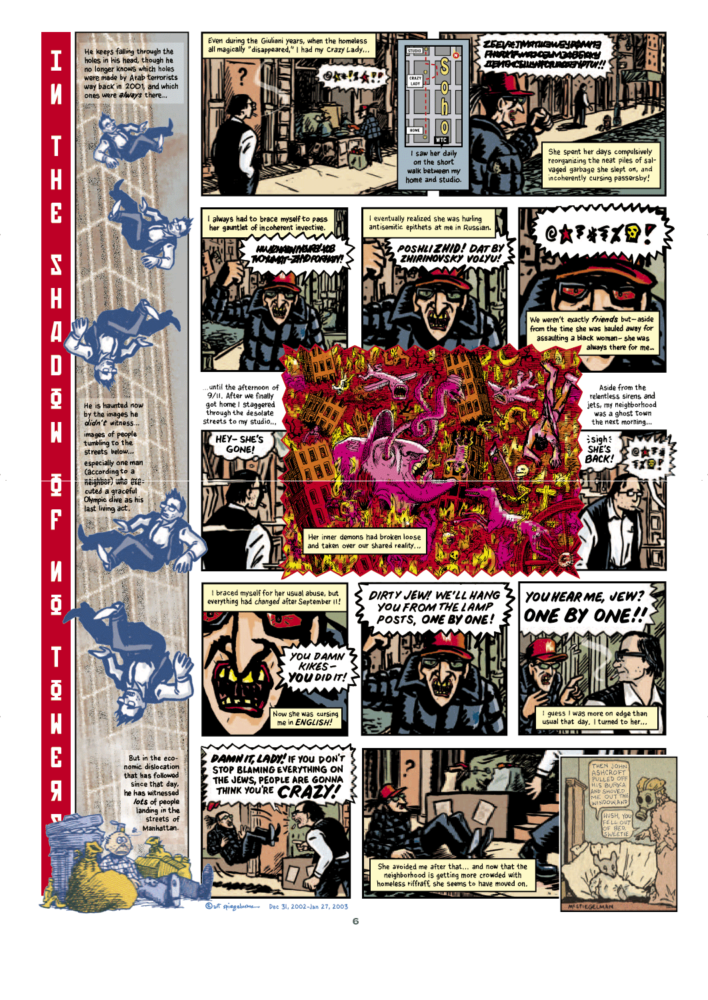 IN THE SHADOW OF NO TOWERS
He keeps falling through the
holes in his head, though he
no longer knows which holes
were made by Arab terrorists
way back in 2001, and which
ones were always there...
He is haunted now
by the images he
didn't witness...
images of people
tumbling to the
streets below...
especially one man
(according to a
neighbor) who exe-
cuted a graceful
Olympic dive as his
last living act.
But in the eco-
nomic dislocation
that has followed
since that day,
he has witnessed
lots of people
landing in the
streets of
Manhattan.
Even during the Giuliani years, when the homeless
all magically "disappeared," I had my Crazy Lady...
?
STUDIO
N
CRAZY
LADY
SoHo
HOME
WTC
I saw her daily
on the short
walk between my
home and studio.
She spent her days compulsively
reorganizing the neat piles of sal-
vaged garbage she slept on, and
incoherently cursing passersby!
I always had to brace myself to pass
her gauntlet of incoherent invective.
I eventually realized she was hurling
antisemitic epithets at me in Russian.
POSHLI ZHID! DAT BY
ZHIRINOVSKY VOLYU!
We weren't exactly friends but—aside
from the time she was hauled away for
assaulting a black woman—she was
always there for me...
...until the afternoon of
9/11. After we finally
got home I staggered
through the desolate
streets to my studio...
HEY—SHE'S
GONE!
Her inner demons had broken loose
and taken over our shared reality...
Aside from the
relentless sirens and
jets, my neighborhood
was a ghost town
the next morning...
:sigh:
SHE'S
BACK!
I braced myself for her usual abuse, but
everything had changed after September 11!
YOU DAMN
KIKES—
YOU DID IT!
Now she was cursing
me in ENGLISH!
DIRTY JEW! WE'LL HANG
YOU FROM THE LAMP
POSTS, ONE BY ONE!
YOU HEAR ME, JEW?
ONE BY ONE!!
I guess I was more on edge than
usual that day. I turned to her...
DAMN IT, LADY! IF YOU DON'T
STOP BLAMING EVERYTHING ON
THE JEWS, PEOPLE ARE GONNA
THINK YOU'RE CRAZY!
?
She avoided me after that... and now that the
neighborhood is getting more crowded with
homeless riffraff, she seems to have moved on.
THEN JOHN
ASHCROFT
PULLED OFF
HIS BURKA
AND SHOVED
ME OUT THE
WINDOW, AND
HUSH, YOU
FELL OUT
OF BED,
SWEETIE
McSPIEGELMAN
© art spiegelman Dec 31, 2002–Jan 27, 2003
6